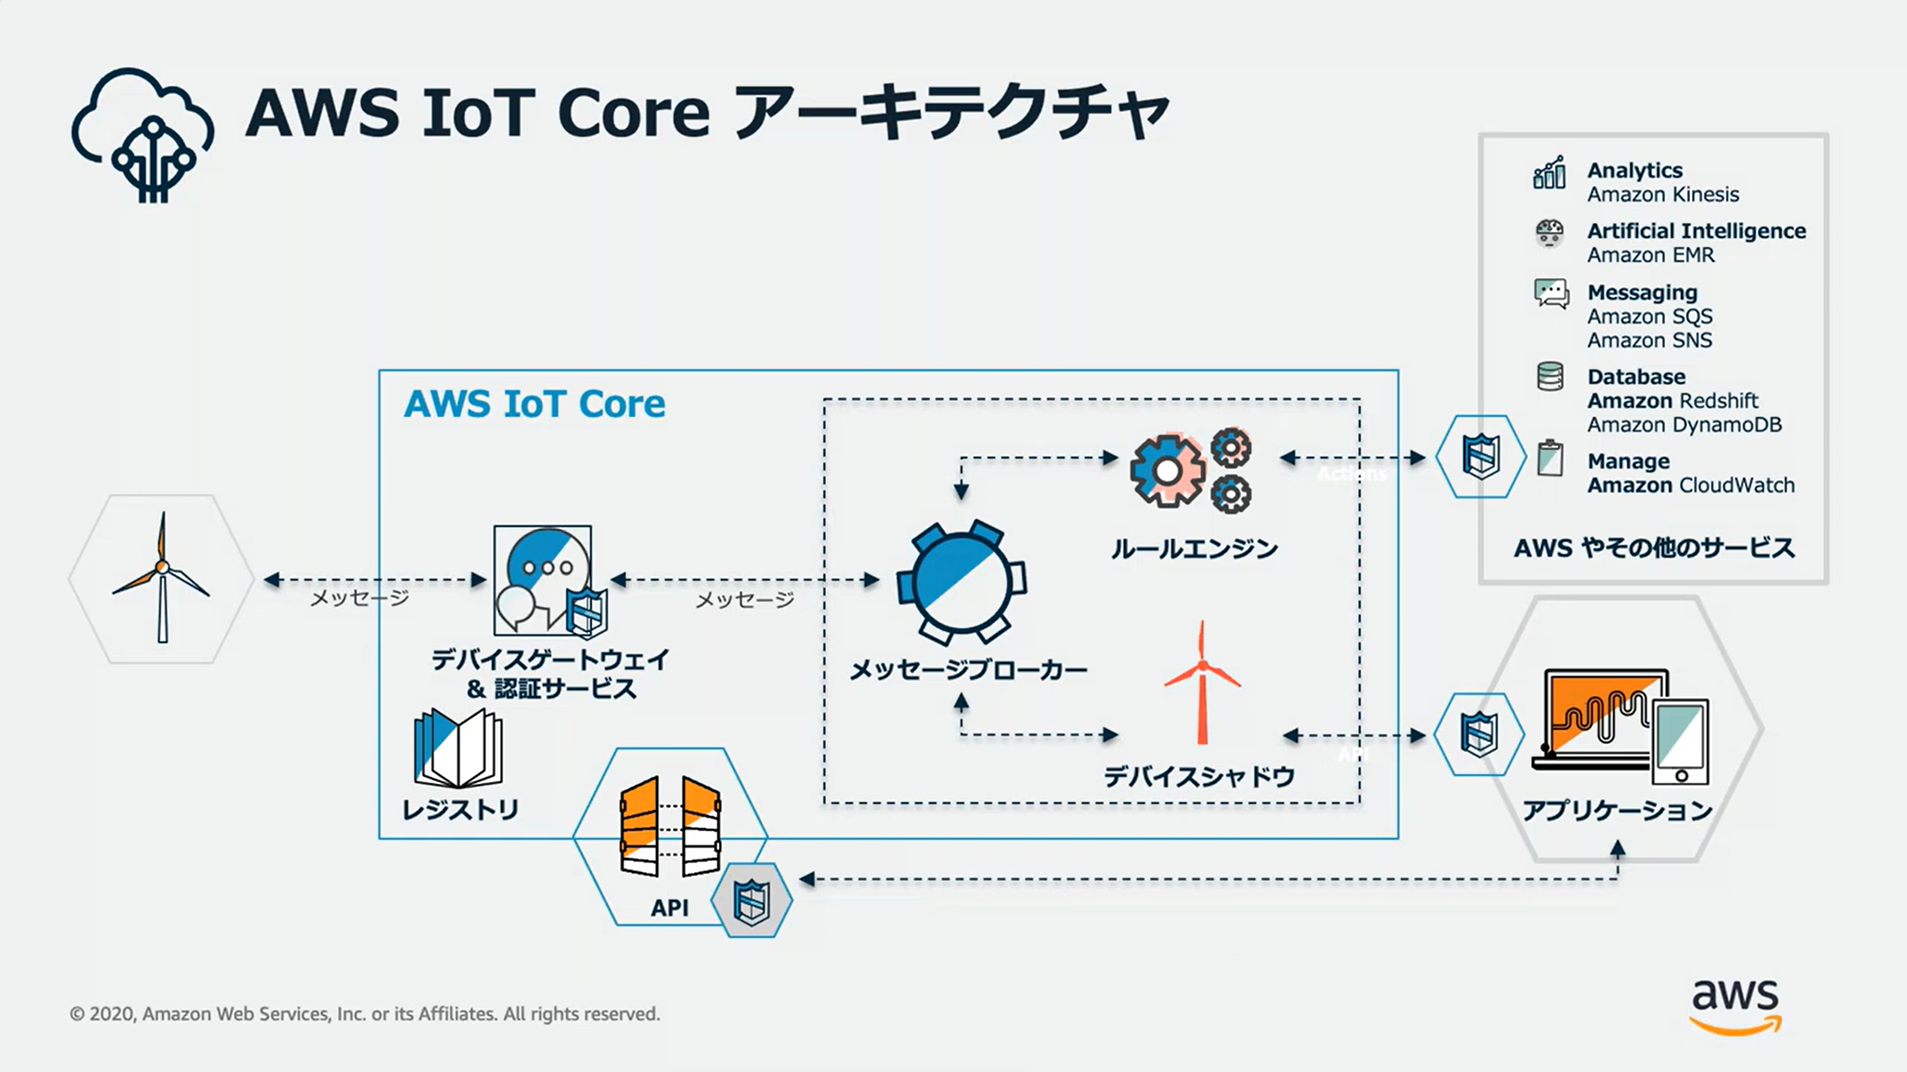 AWS IoT Core アーキテクチャ
Analytics
Amazon Kinesis
Artificial Intelligence
Amazon EMR
Messaging
Amazon SQS
Amazon SNS
Database
Amazon Redshift
Amazon DynamoDB
Manage
Amazon CloudWatch
AWS やその他のサービス
AWS IoT Core
Actions
ルールエンジン
メッセージ
メッセージ
デバイスゲートウェイ
& 認証サービス
メッセージブローカー
レジストリ
API
デバイスシャドウ
アプリケーション
API
© 2020, Amazon Web Services, Inc. or its Affiliates. All rights reserved.
aws